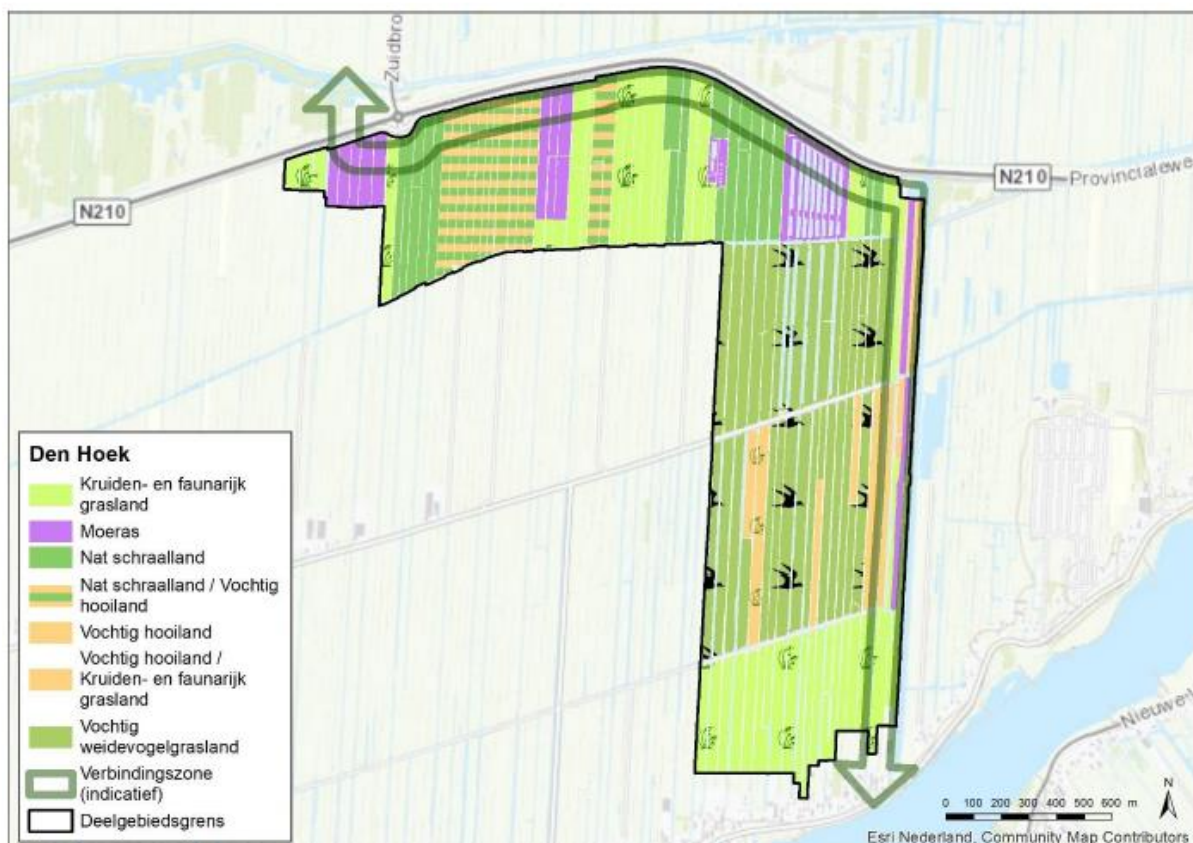 Zuidbro
N210
N210
Provinciale​we
Den Hoek
Kruiden- en faunarijk
grasland
Moeras
Nat schraalland
Nat schraalland / Vochtig
hooiland
Vochtig hooiland
Vochtig hooiland /
Kruiden- en faunarijk
grasland
Vochtig
weidevogelgrasland
Verbindingszone
(indicatief)
Deelgebiedsgrens
Nieuwe-L
N
0 100 200 300 400 500 600 m
Esri Nederland, Community Map Contributors